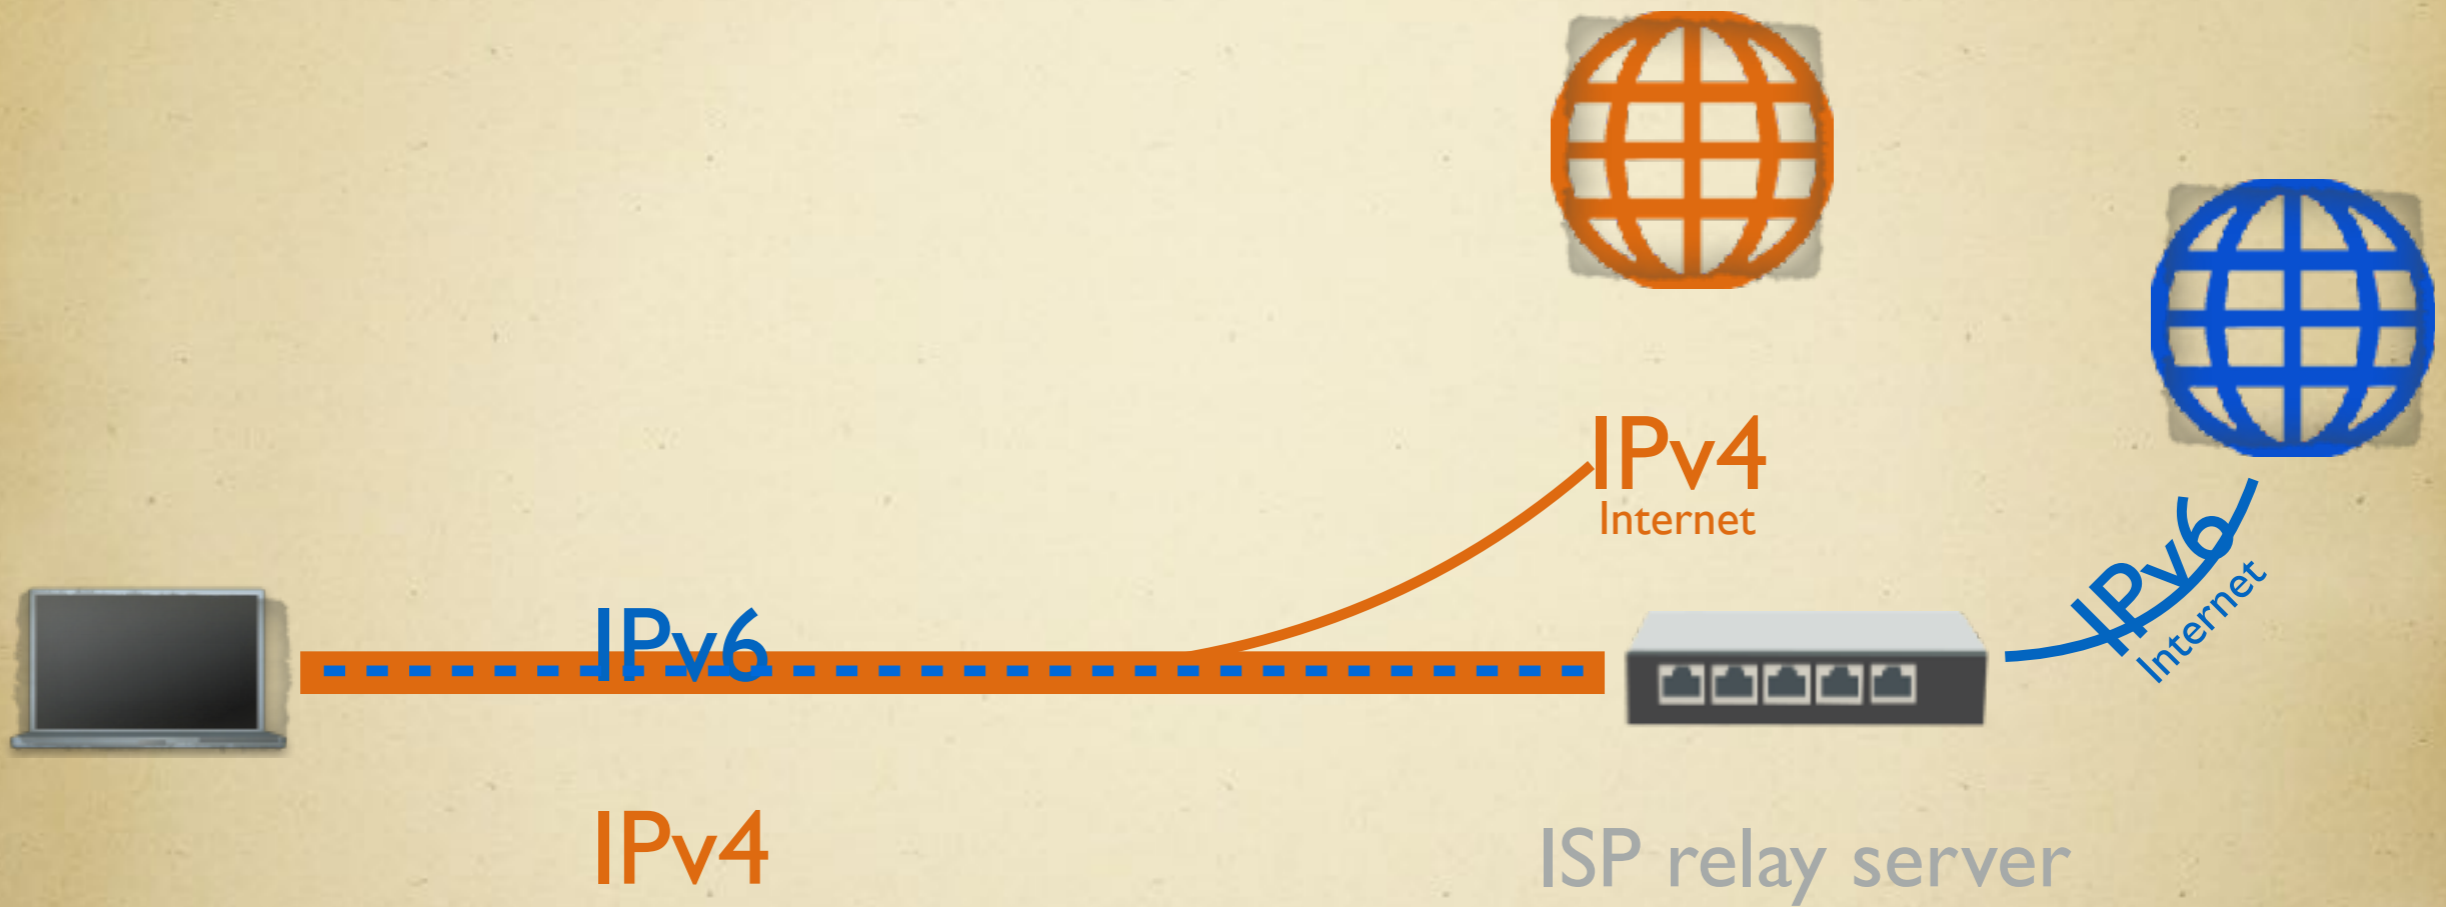 IPv4
Internet
IPv6
Internet
IPv6
IPv4
ISP relay server